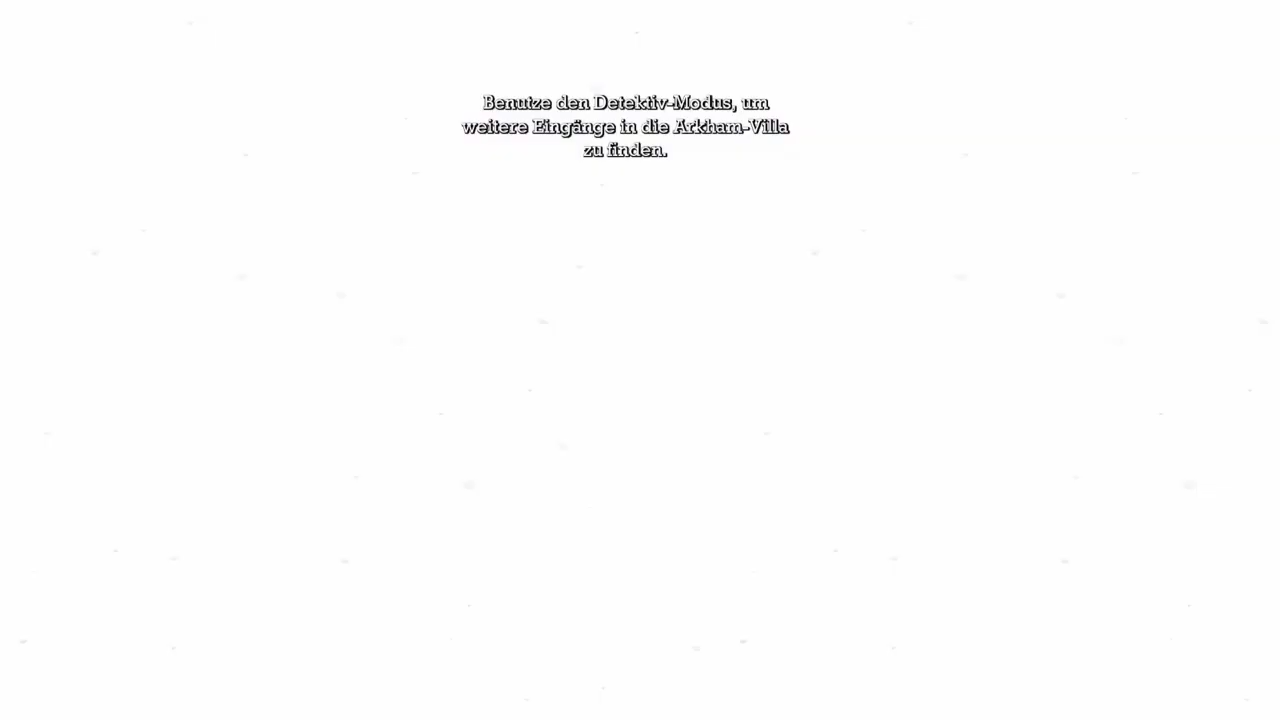 Benutze den Detektiv-Modus, um
weitere Eingänge in die Arkham-Villa
zu finden.